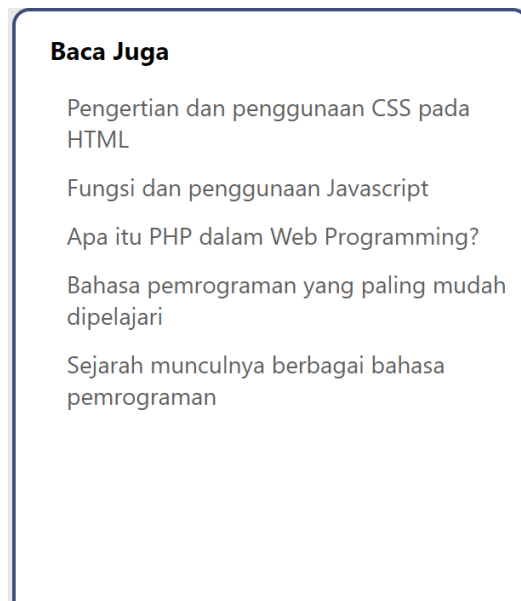 Baca Juga
Pengertian dan penggunaan CSS pada
HTML
Fungsi dan penggunaan Javascript
Apa itu PHP dalam Web Programming?
Bahasa pemrograman yang paling mudah
dipelajari
Sejarah munculnya berbagai bahasa
pemrograman